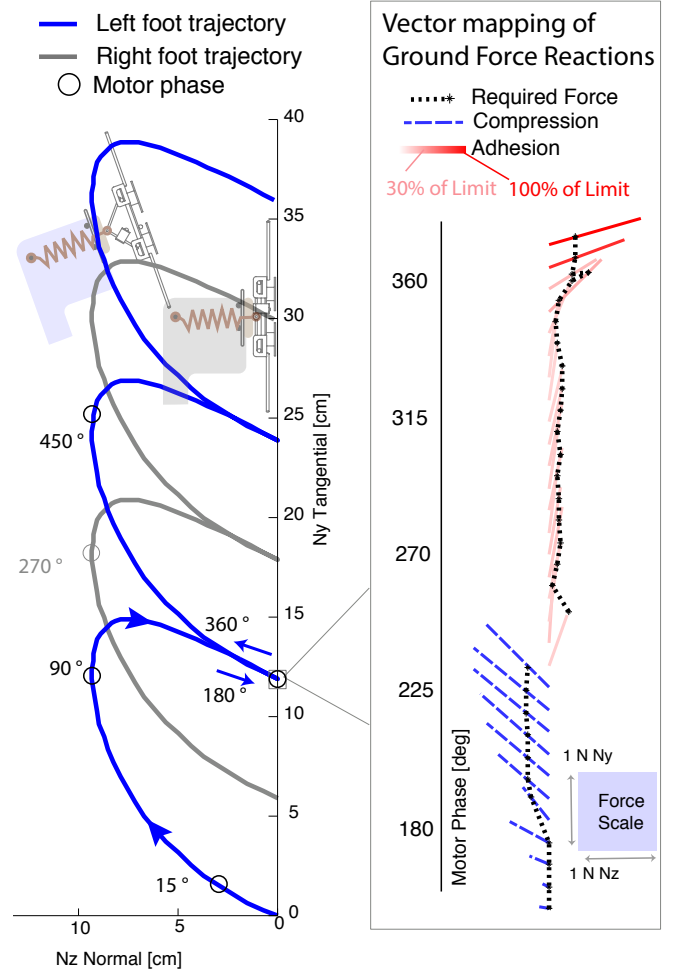 Left foot trajectory
Right foot trajectory
Motor phase
40
35
30
25
20
15
10
5
0
Ny Tangential [cm]
450 °
270 °
360 °
180 °
90 °
15 °
10
5
0
Nz Normal [cm]
Vector mapping of
Ground Force Reactions
Required Force
Compression
Adhesion
30% of Limit
100% of Limit
360
315
270
225
180
Motor Phase [deg]
1 N Ny
Force
Scale
1 N Nz